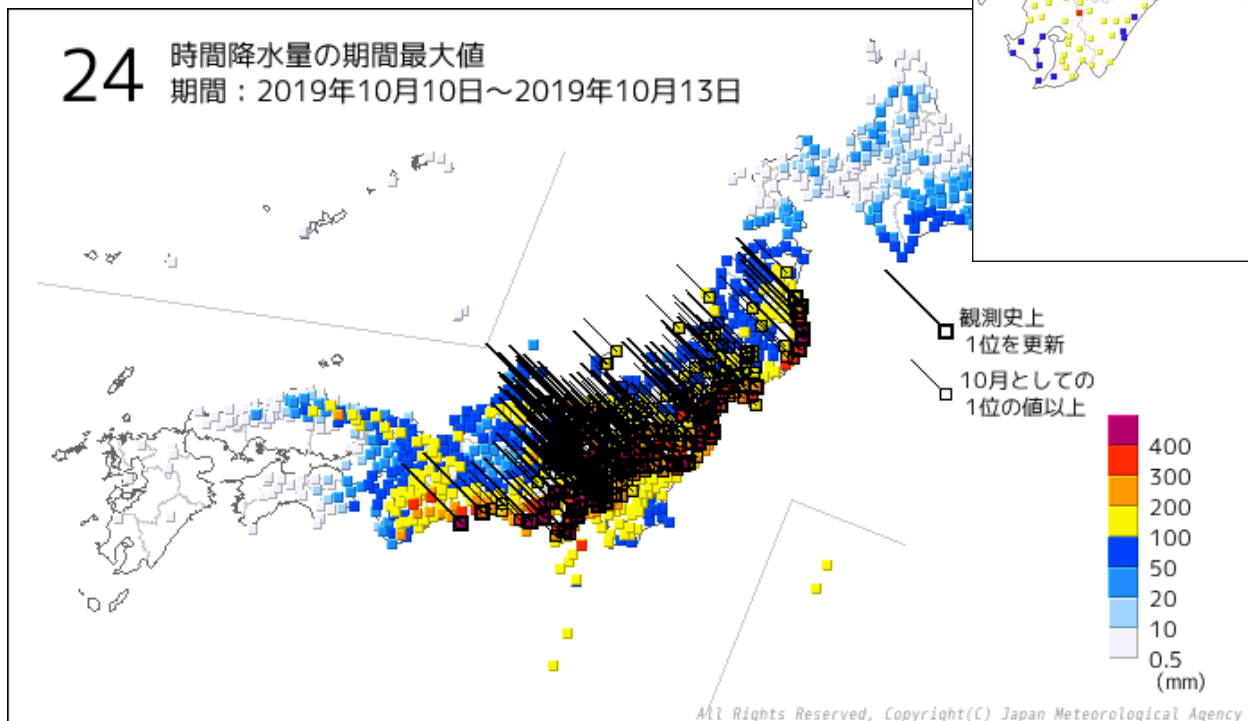 24
時間降水量の期間最大値
期間：2019年10月10日～2019年10月13日
観測史上
1位を更新
10月としての
1位の値以上
400
300
200
100
50
20
10
0.5
(mm)
All Rights Reserved, Copyright(C) Japan Meteorological Agency